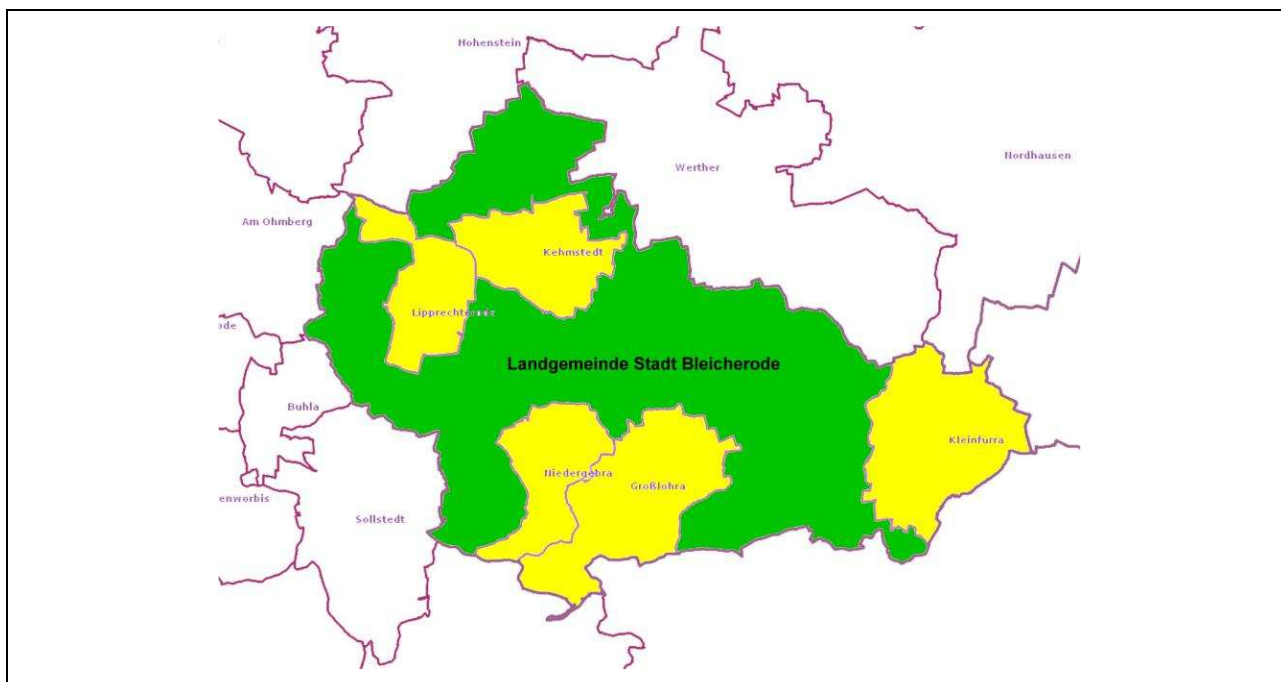 Hohenstein
Nordhausen
Werther
Am Ohmberg
Kehmstedt
Lipprechterode
ode
Landgemeinde Stadt Bleicherode
Buhla
Kleinfurra
Niedergebra
Großlohra
enworbis
Sollstedt